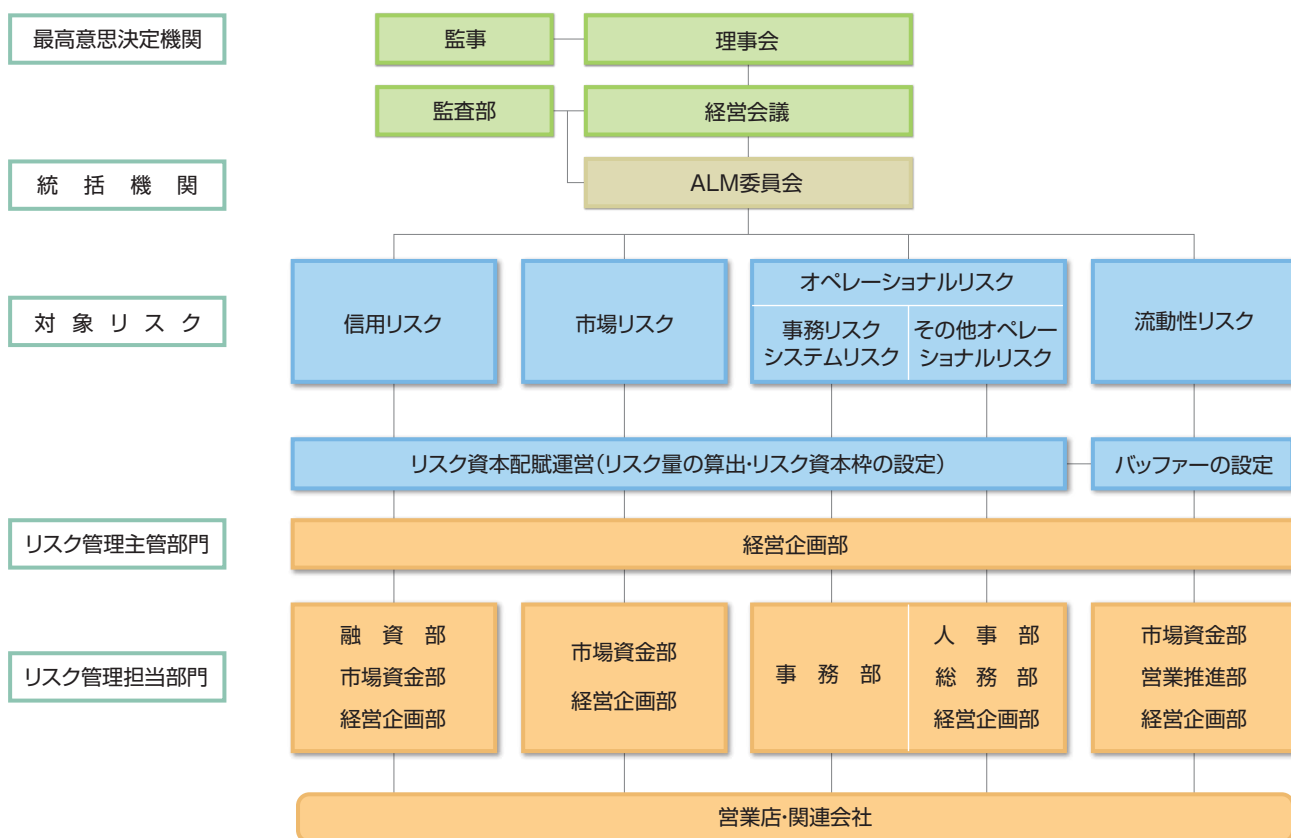 最高意思決定機関
監事
理事会
監査部
経営会議
統括機関
ALM委員会
対象リスク
信用リスク
市場リスク
オペレーショナルリスク
事務リスク
システムリスク
その他オペレー
ショナルリスク
流動性リスク
リスク資本配賦運営(リスク量の算出・リスク資本枠の設定)
バッファーの設定
リスク管理主管部門
経営企画部
リスク管理担当部門
融資部
市場資金部
経営企画部
市場資金部
経営企画部
事務部
人事部
総務部
経営企画部
市場資金部
営業推進部
経営企画部
営業店・関連会社